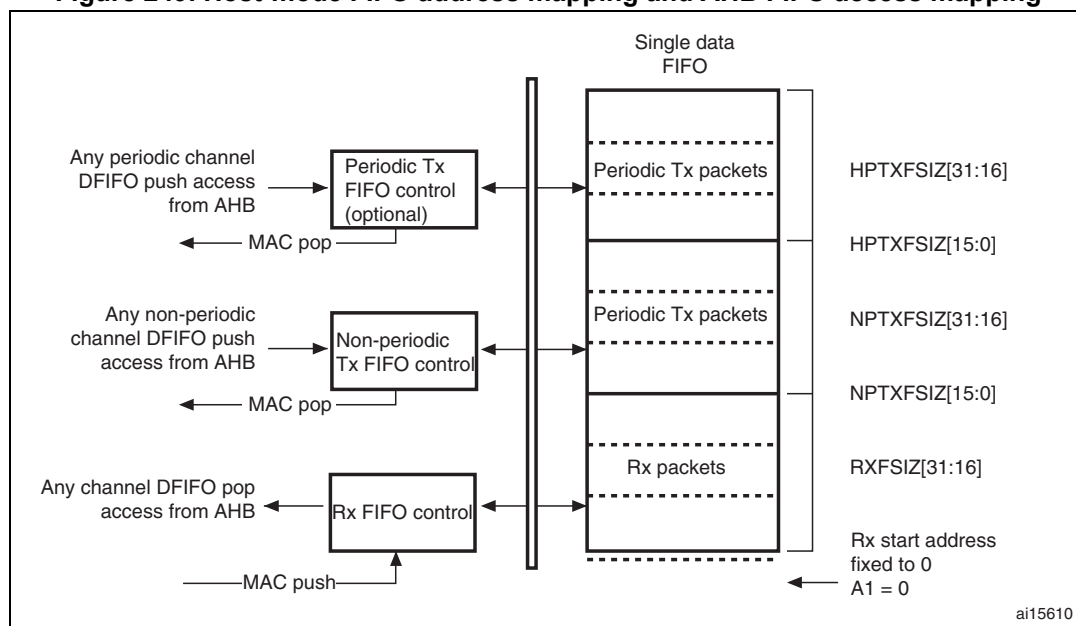 Figure 245. Host-mode FIFO address mapping and AHB FIFO access mapping
Single data
FIFO
Any periodic channel
DFIFO push access
from AHB
Periodic Tx
FIFO control
(optional)
MAC pop
Periodic Tx packets
HPTXFSIZ[31:16]
HPTXFSIZ[15:0]
Any non-periodic
channel DFIFO push
access from AHB
Non-periodic
Tx FIFO control
MAC pop
Periodic Tx packets
NPTXFSIZ[31:16]
NPTXFSIZ[15:0]
Any channel DFIFO pop
access from AHB
Rx FIFO control
MAC push
Rx packets
RXFSIZ[31:16]
Rx start address
fixed to 0
A1 = 0
ai15610